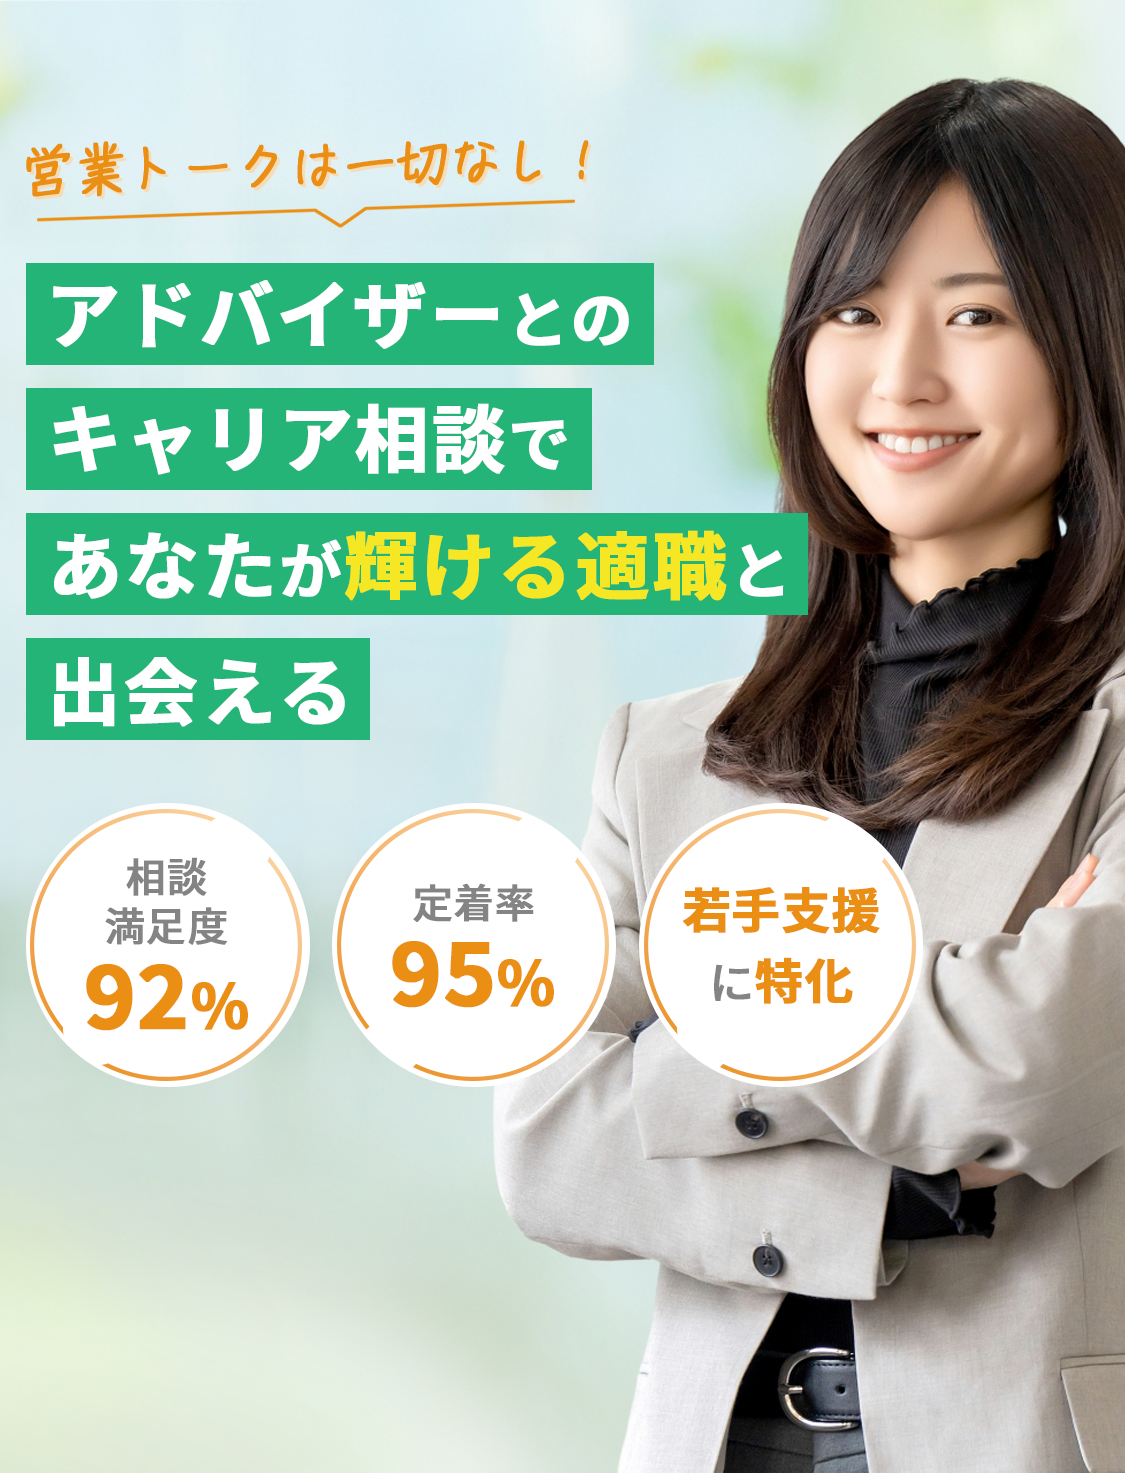 営業トークは一切なし！
アドバイザーとの
キャリア相談で
あなたが輝ける適職と
出会える
相談
満足度
92%
定着率
95%
若手支援
に特化